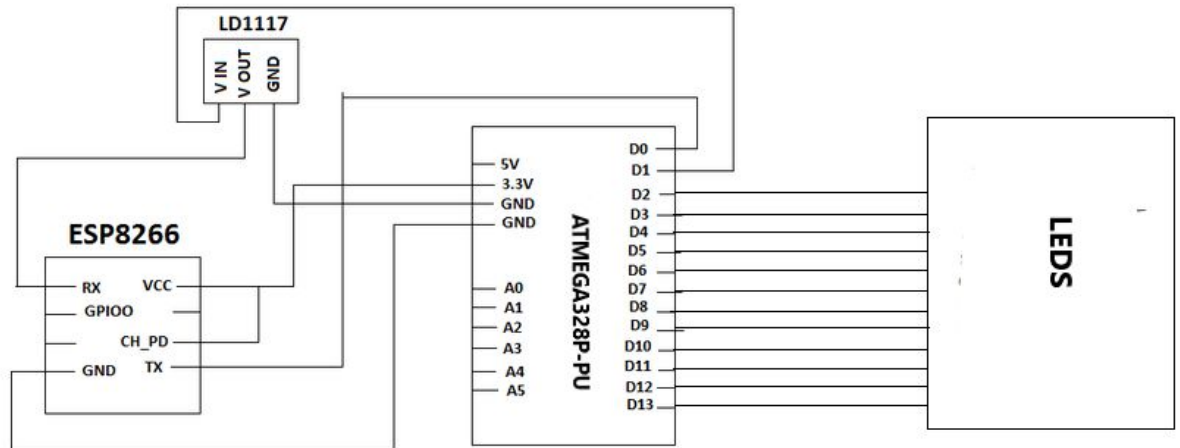 LD1117
V IN
V OUT
GND
5V
3.3V
GND
GND
A0
A1
A2
A3
A4
A5
ATMEGA328P-PU
D0
D1
D2
D3
D4
D5
D6
D7
D8
D9
D10
D11
D12
D13
LEDS
ESP8266
RX
VCC
GPIOO
CH_PD
GND
TX